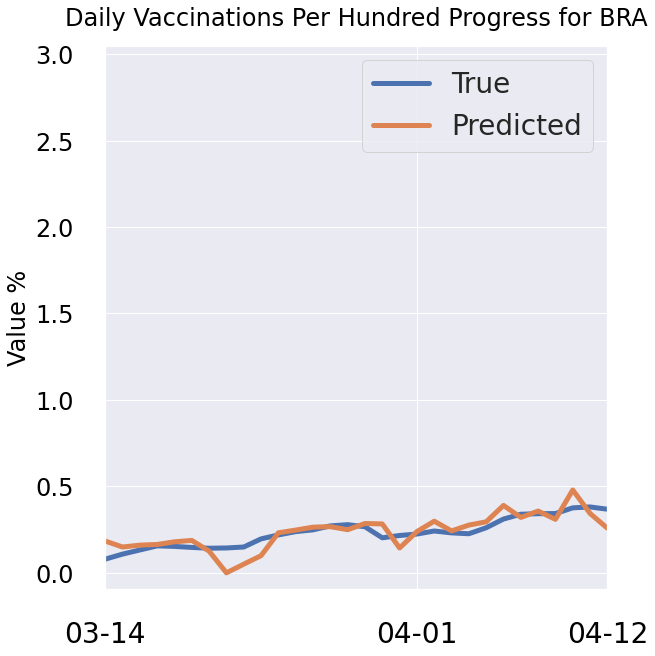 Daily Vaccinations Per Hundred Progress for BRA
3.0
2.5
2.0
1.5
1.0
0.5
0.0
Value %
True
Predicted
03-14
04-01
04-12